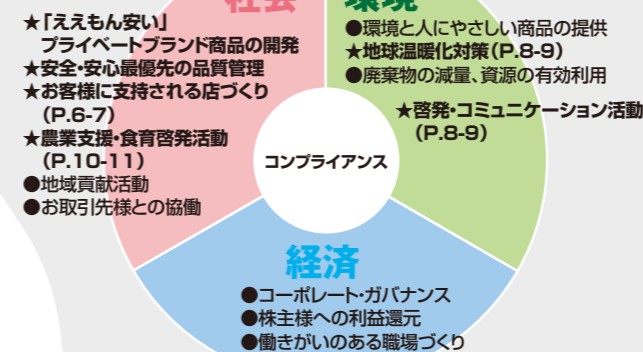 社会
★「ええもん安い」
プライベートブランド商品の開発
★安全・安心最優先の品質管理
★お客様に支持される店づくり
(P.6-7)
★農業支援・食育啓発活動
(P.10-11)
●地域貢献活動
●お取引先様との協働
環境
●環境と人にやさしい商品の提供
★地球温暖化対策(P.8-9)
●廃棄物の減量、資源の有効利用
★啓発・コミュニケーション活動
(P.8-9)
コンプライアンス
経済
●コーポレート・ガバナンス
●株主様への利益還元
●働きがいのある職場づくり